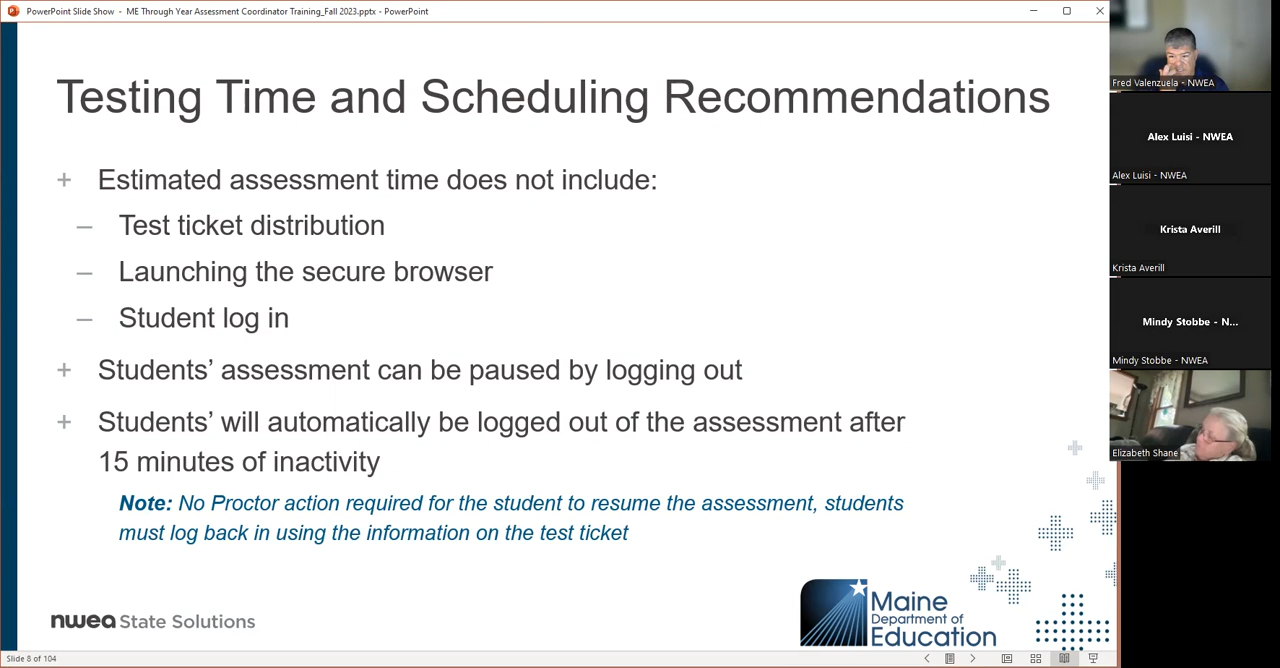 PowerPoint Slide Show - ME Through Year Assessment Coordinator Training_Fall 2023.pptx - PowerPoint
Testing Time and Scheduling Recommendations
+ Estimated assessment time does not include:
– Test ticket distribution
– Launching the secure browser
– Student log in
+ Students’ assessment can be paused by logging out
+ Students’ will automatically be logged out of the assessment after
15 minutes of inactivity
Note: No Proctor action required for the student to resume the assessment, students
must log back in using the information on the test ticket
nwea State Solutions
Maine
Department of
Education
Slide 8 of 104
Fred Valenzuela - NWEA
Alex Luisi - NWEA
Alex Luisi - NWEA
Krista Averill
Krista Averill
Mindy Stobbe - N...
Mindy Stobbe - NWEA
Elizabeth Shane